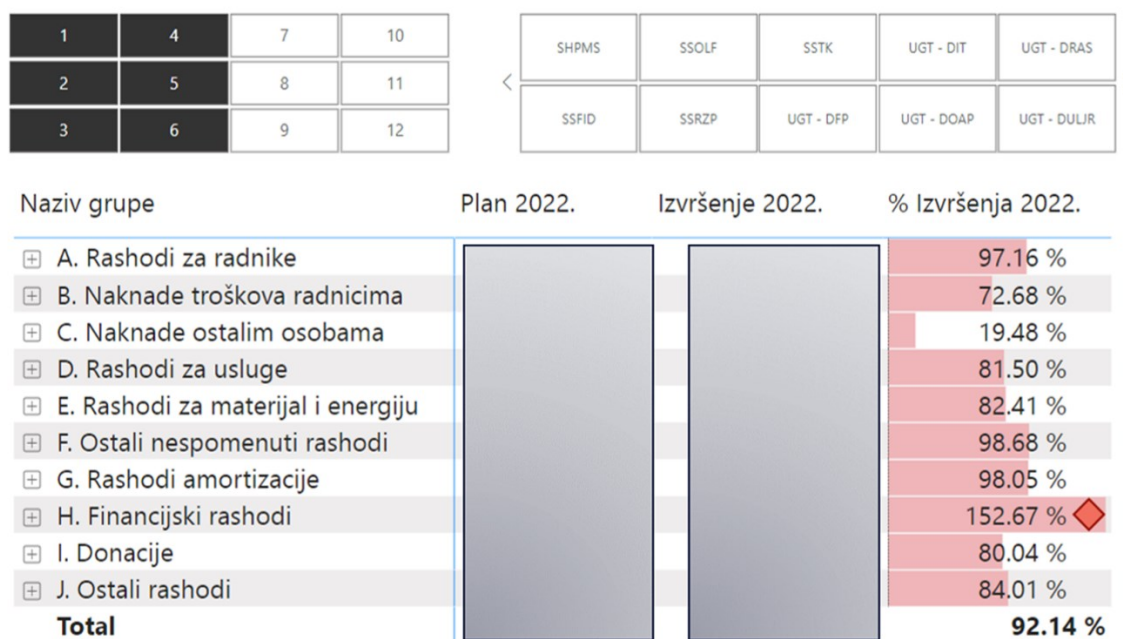 1 4 7 10
2 5 8 11
3 6 9 12
SHPMS SSOLF SSTK UGT - DIT UGT - DRAS
SSFID SSRZP UGT - DFP UGT - DOAP UGT - DULJR
Naziv grupe Plan 2022. Izvršenje 2022. % Izvršenja 2022.
A. Rashodi za radnike 97.16 %
B. Naknade troškova radnicima 72.68 %
C. Naknade ostalim osobama 19.48 %
D. Rashodi za usluge 81.50 %
E. Rashodi za materijal i energiju 82.41 %
F. Ostali nespomenuti rashodi 98.68 %
G. Rashodi amortizacije 98.05 %
H. Financijski rashodi 152.67 %
I. Donacije 80.04 %
J. Ostali rashodi 84.01 %
Total 92.14 %